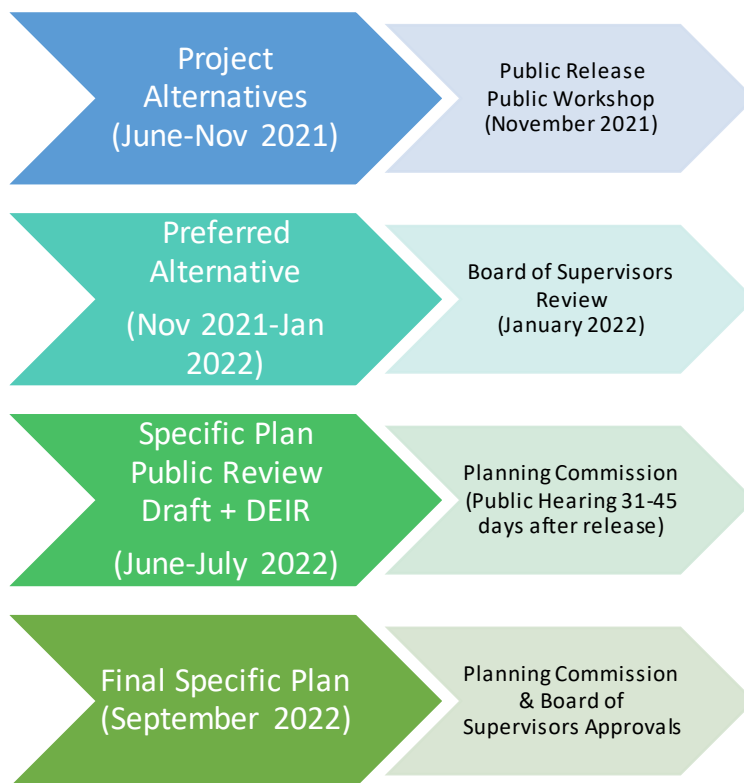 Project
Alternatives
(June-Nov 2021)
Public Release
Public Workshop
(November 2021)
Preferred
Alternative
(Nov 2021-Jan
2022)
Board of Supervisors
Review
(January 2022)
Specific Plan
Public Review
Draft + DEIR
(June-July 2022)
Planning Commission
(Public Hearing 31-45
days after release)
Final Specific Plan
(September 2022)
Planning Commission
& Board of
Supervisors Approvals